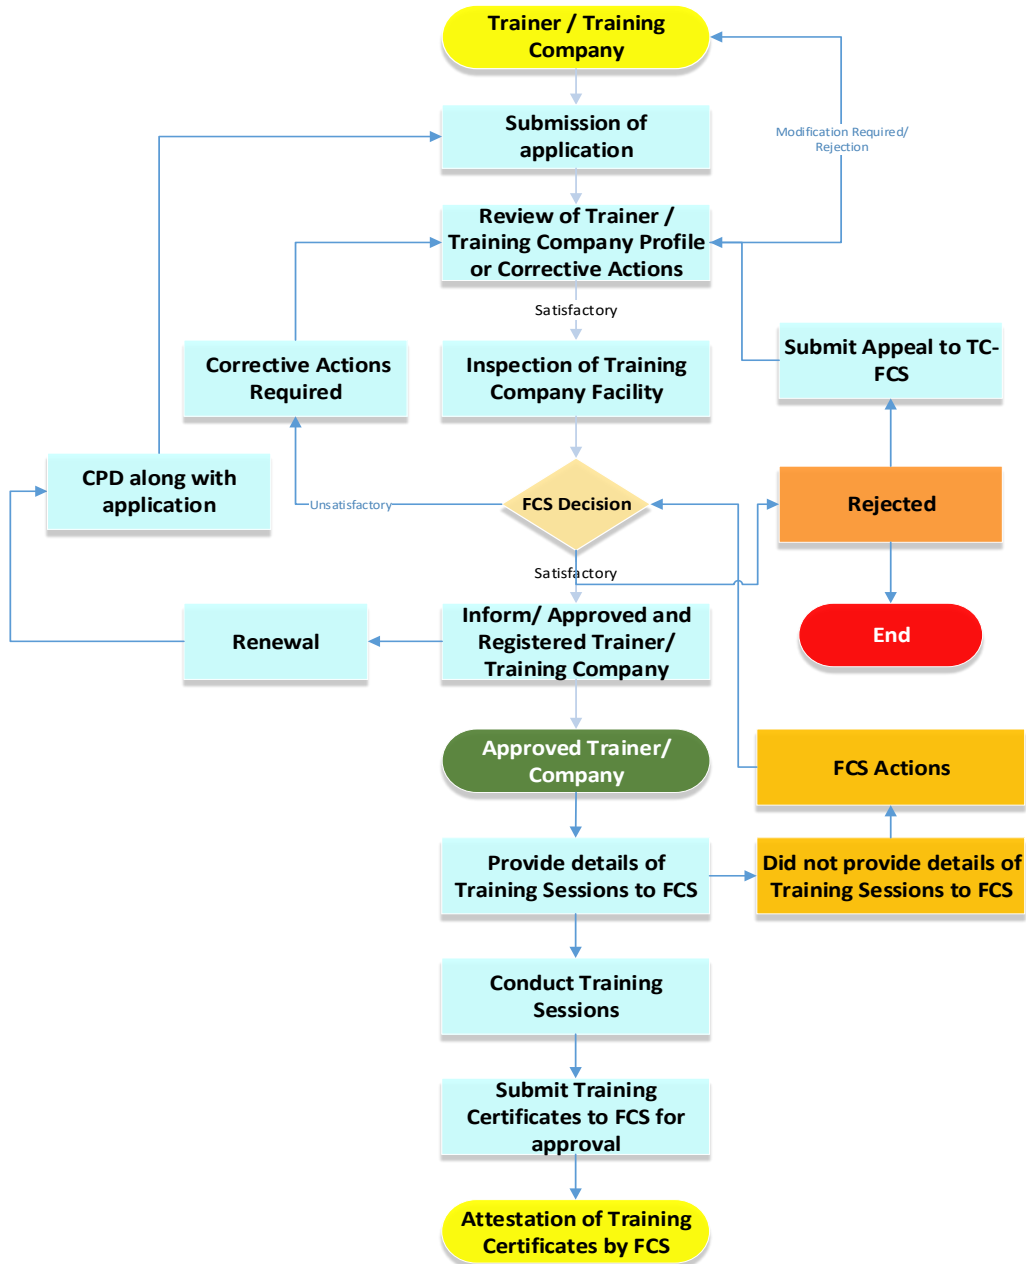 Trainer / Training
Company
Submission of
application
Modification Required/
Rejection
Review of Trainer /
Training Company Profile
or Corrective Actions
Satisfactory
Submit Appeal to TC-
FCS
Corrective Actions
Required
Inspection of Training
Company Facility
CPD along with
application
Unsatisfactory
FCS Decision
Rejected
Satisfactory
Inform/ Approved and
Registered Trainer/
Training Company
Renewal
End
Approved Trainer/
Company
FCS Actions
Provide details of
Training Sessions to FCS
Did not provide details of
Training Sessions to FCS
Conduct Training
Sessions
Submit Training
Certificates to FCS for
approval
Attestation of Training
Certificates by FCS